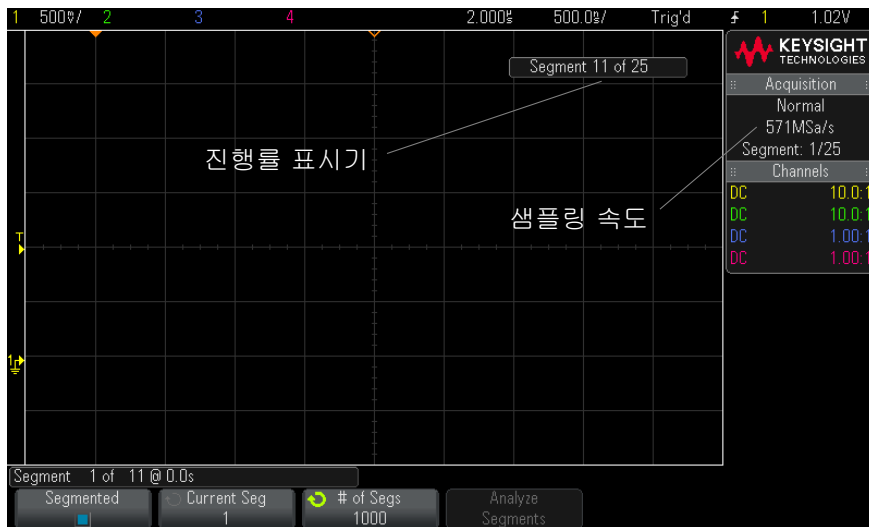 1 500mV/ 2 3 4 2.000s 500.0s/ Trig'd 1 1.02V
KEYSIGHT
TECHNOLOGIES
Segment 11 of 25
Acquisition
Normal
571MSa/s
Segment: 1/25
진행률 표시기
Channels
DC 10.0:1
DC 10.0:1
DC 1.00:1
DC 1.00:1
샘플링 속도
T
1
Segment 1 of 11 @ 0.0s
Segmented
Current Seg
1
# of Segs
1000
Analyze
Segments